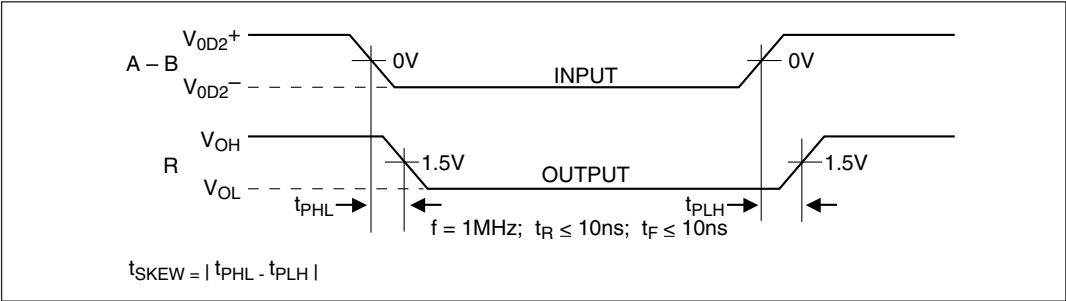 V0D2+
A – B
0V
0V
V0D2–
INPUT
VOH
R
1.5V
1.5V
VOL
OUTPUT
tPHL
tPLH
f = 1MHz; tR ≤ 10ns; tF ≤ 10ns
tSKEW = | tPHL - tPLH |